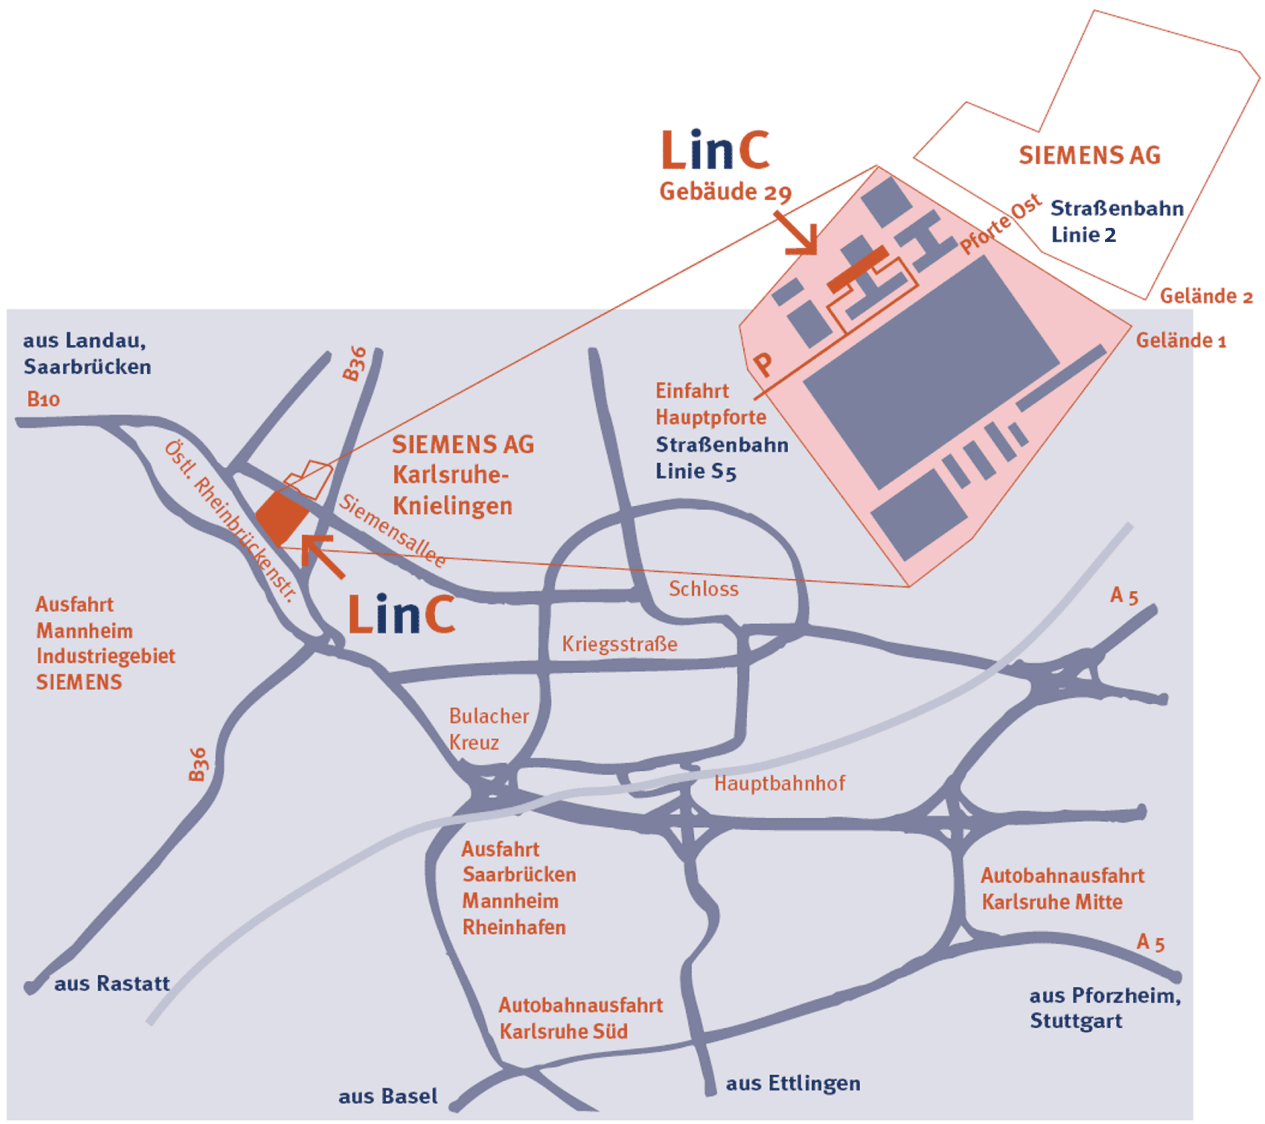 LinC
Gebäude 29
SIEMENS AG
Straßenbahn
Linie 2
Pforte Ost
Gelände 2
Gelände 1
P
Einfahrt
Hauptpforte
Straßenbahn
Linie S5
aus Landau,
Saarbrücken
B10
B36
Östl. Rheinbrückenstr.
SIEMENS AG
Karlsruhe-
Knielingen
Siemensallee
LinC
Schloss
Kriegsstraße
A 5
Ausfahrt
Mannheim
Industriegebiet
SIEMENS
Bulacher
Kreuz
B36
Hauptbahnhof
Ausfahrt
Saarbrücken
Mannheim
Rheinhafen
Autobahnausfahrt
Karlsruhe Mitte
A 5
aus Rastatt
aus Pforzheim,
Stuttgart
Autobahnausfahrt
Karlsruhe Süd
aus Basel
aus Ettlingen